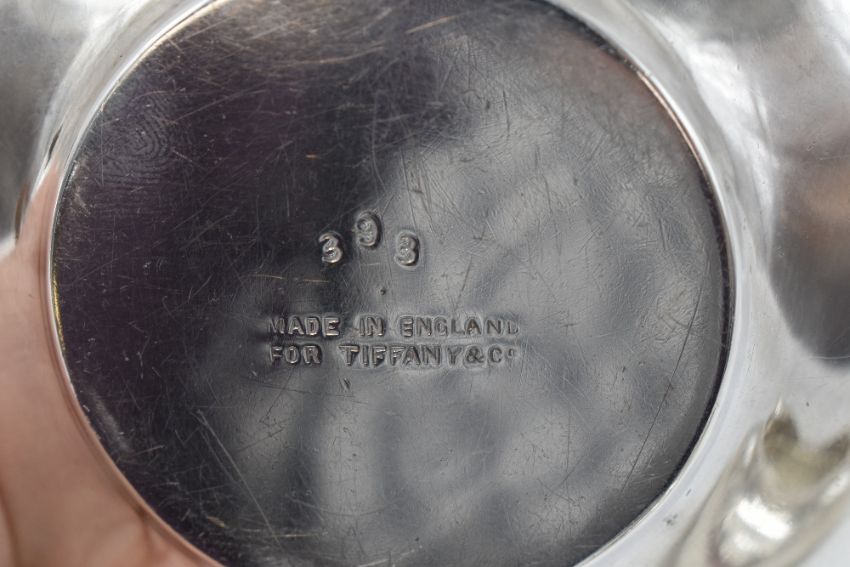 393
MADE IN ENGLAND
FOR TIFFANY & Co